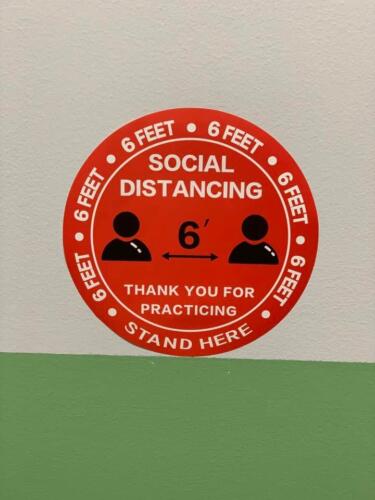 6 FEET • 6 FEET • 6 FEET • 6 FEET • 6 FEET • 6 FEET •
SOCIAL
DISTANCING
6'
THANK YOU FOR
PRACTICING
STAND HERE